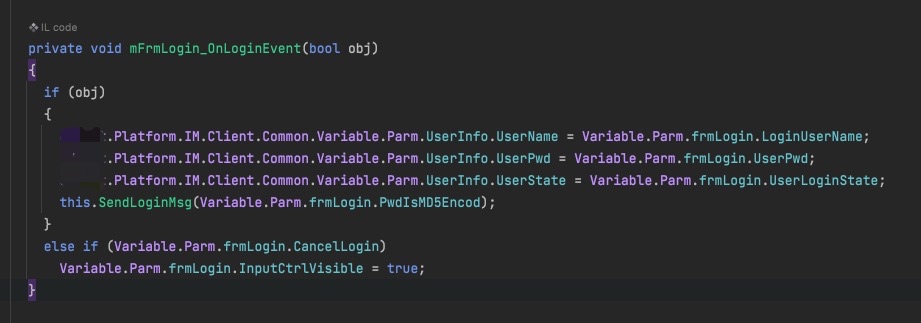 IL code
private void mFrmLogin_OnLoginEvent(bool obj)
{
if (obj)
{
.Platform.IM.Client.Common.Variable.Parm.UserInfo.UserName = Variable.Parm.frmLogin.LoginUserName;
.Platform.IM.Client.Common.Variable.Parm.UserInfo.UserPwd = Variable.Parm.frmLogin.UserPwd;
.Platform.IM.Client.Common.Variable.Parm.UserInfo.UserState = Variable.Parm.frmLogin.UserLoginState;
this.SendLoginMsg(Variable.Parm.frmLogin.PwdIsMD5Encod);
}
else if (Variable.Parm.frmLogin.CancelLogin)
Variable.Parm.frmLogin.InputCtrlVisible = true;
}